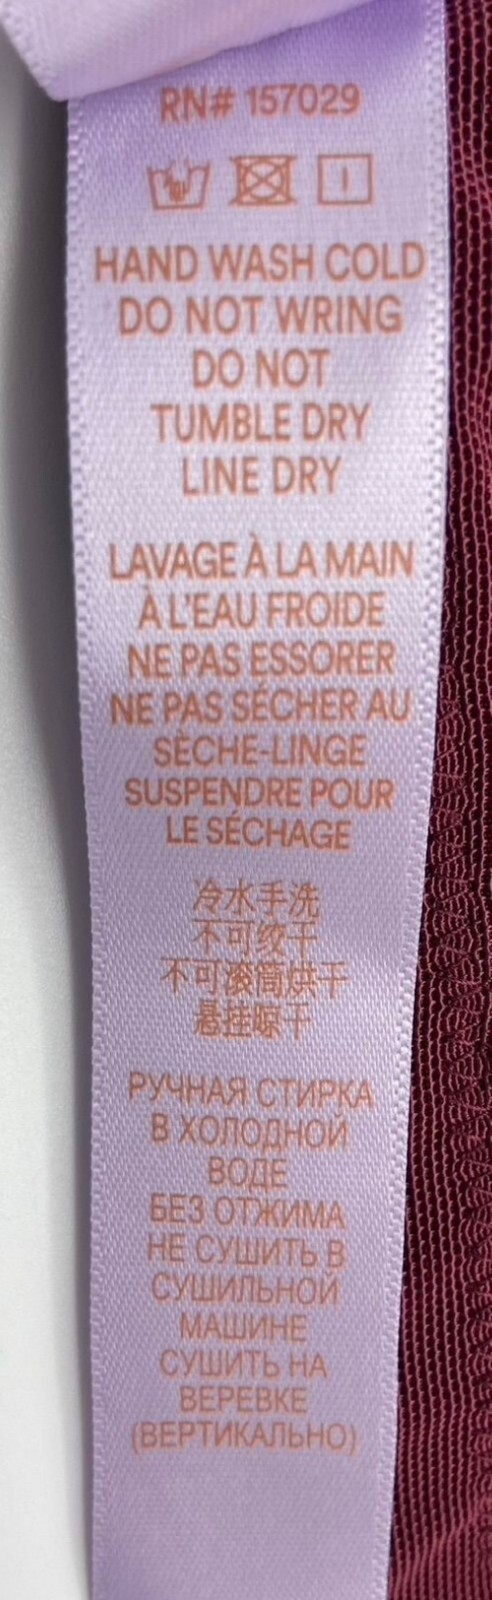 RN# 157029
HAND WASH COLD
DO NOT WRING
DO NOT
TUMBLE DRY
LINE DRY
LAVAGE À LA MAIN
À L'EAU FROIDE
NE PAS ESSORER
NE PAS SÉCHER AU
SÈCHE-LINGE
SUSPENDRE POUR
LE SÉCHAGE
冷水手洗
不可绞干
不可滚筒烘干
悬挂晾干
РУЧНАЯ СТИРКА
В ХОЛОДНОЙ
ВОДЕ
БЕЗ ОТЖИМА
НЕ СУШИТЬ В
СУШИЛЬНОЙ
МАШИНЕ
СУШИТЬ НА
ВЕРЕВКЕ
(ВЕРТИКАЛЬНО)